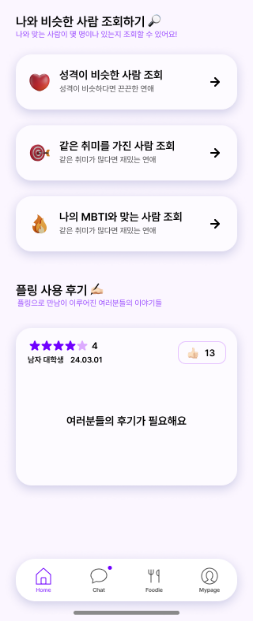 나와 비슷한 사람 조회하기
나와 맞는 사람이 몇 명이나 있는지 조회할 수 있어요!
성격이 비슷한 사람 조회
성격이 비슷하다면 끈끈한 연애
같은 취미를 가진 사람 조회
같은 취미가 많다면 재밌는 연애
나의 MBTI와 맞는 사람 조회
같은 취미가 많다면 재밌는 연애
플링 사용 후기
플링으로 만남이 이루어진 여러분들의 이야기들
4
13
남자 대학생 24.03.01
여러분들의 후기가 필요해요
Home
Chat
Foodie
Mypage